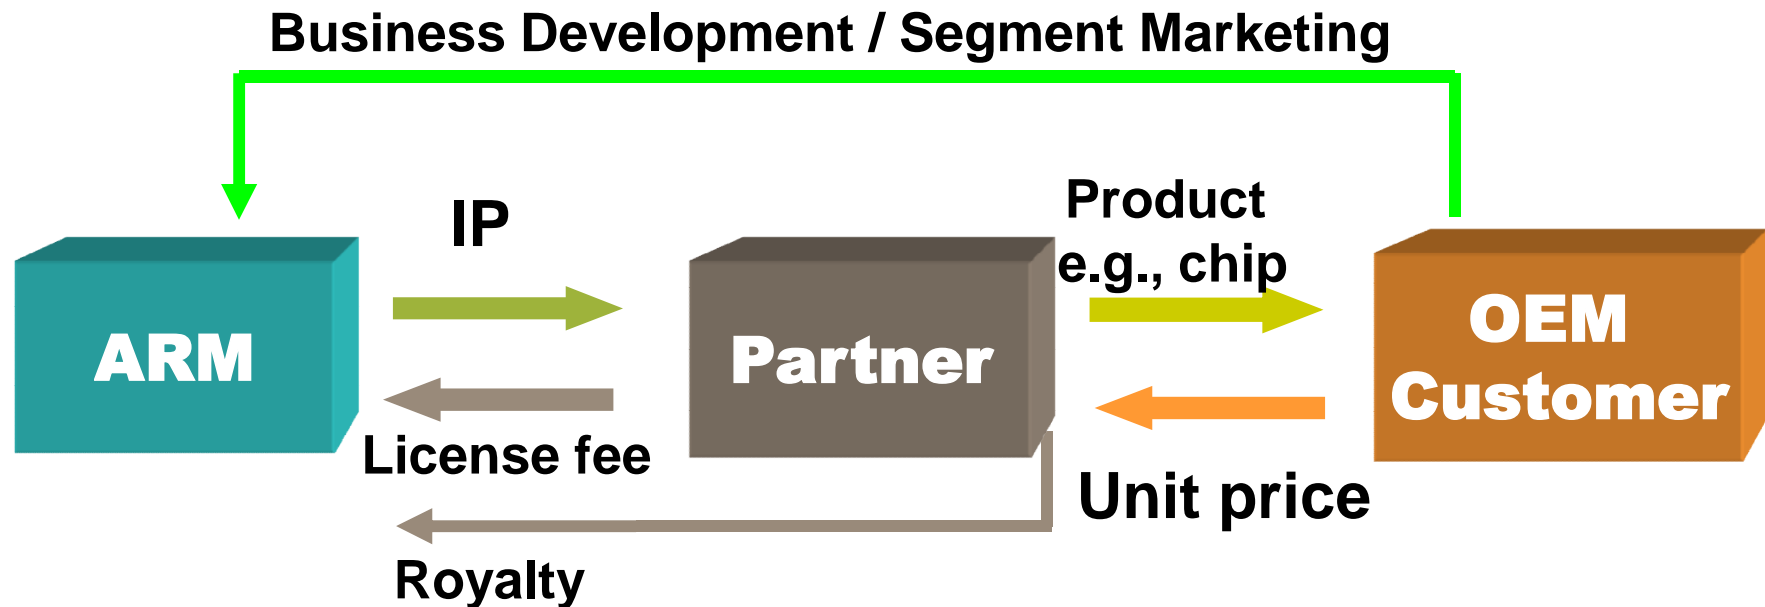 Business Development / Segment Marketing
IP
Product
e.g., chip
ARM
Partner
OEM
Customer
License fee
Unit price
Royalty